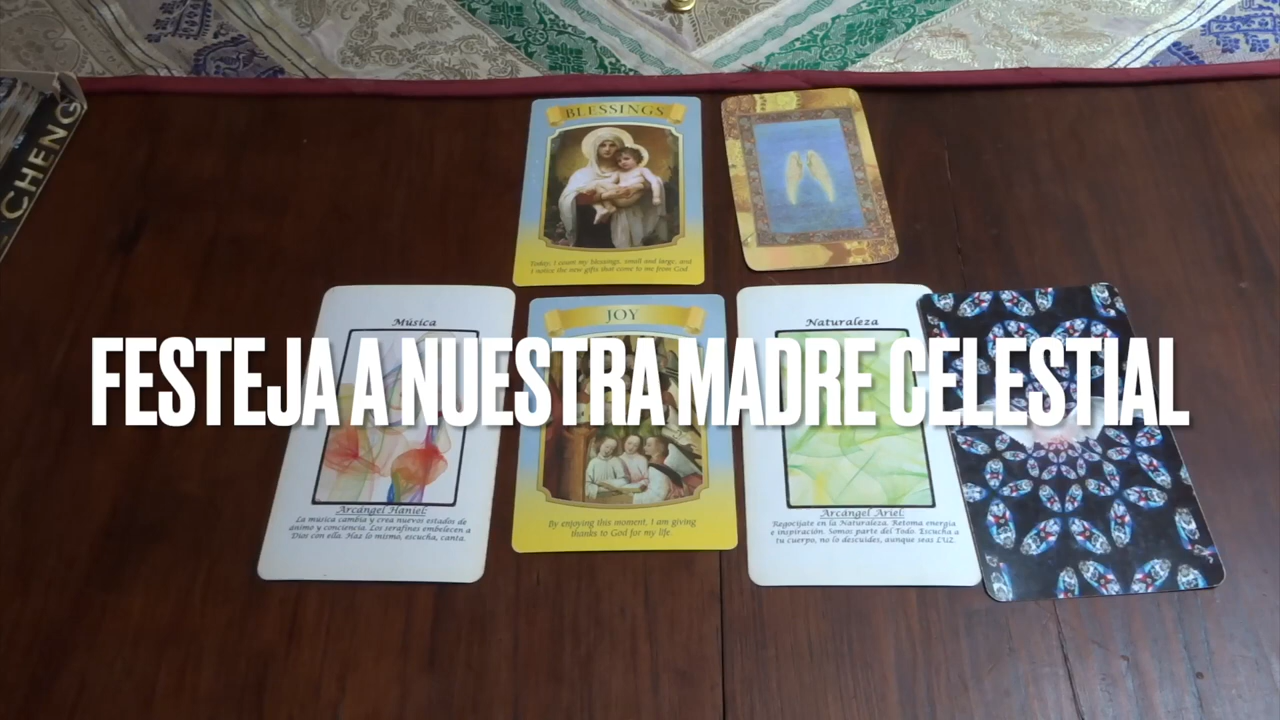 CHENG
BLESSINGS
Today, I count my blessings, small and large, and
I notice the new gifts that come to me from God
Música
JOY
Naturaleza
FESTEJA A NUESTRA MADRE CELESTIAL
Arcángel Haniel:
La música cambia y crea nuevos estados de
ánimo y conciencia. Los serafines embelecen a
Dios con ella. Haz lo mismo, escucha, canta.
By enjoying this moment, I am giving
thanks to God for my life.
Arcángel Ariel:
Regocíjate en la Naturaleza. Retoma energía
e inspiración. Somos parte del Todo. Escucha a
tu cuerpo, no lo descuides, aunque seas LUZ.